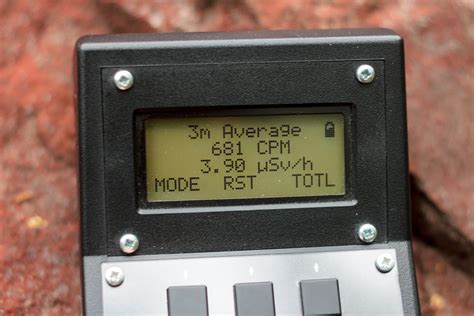 3m Average
681 CPM
3.90 µSv/h
MODE RST TOTL